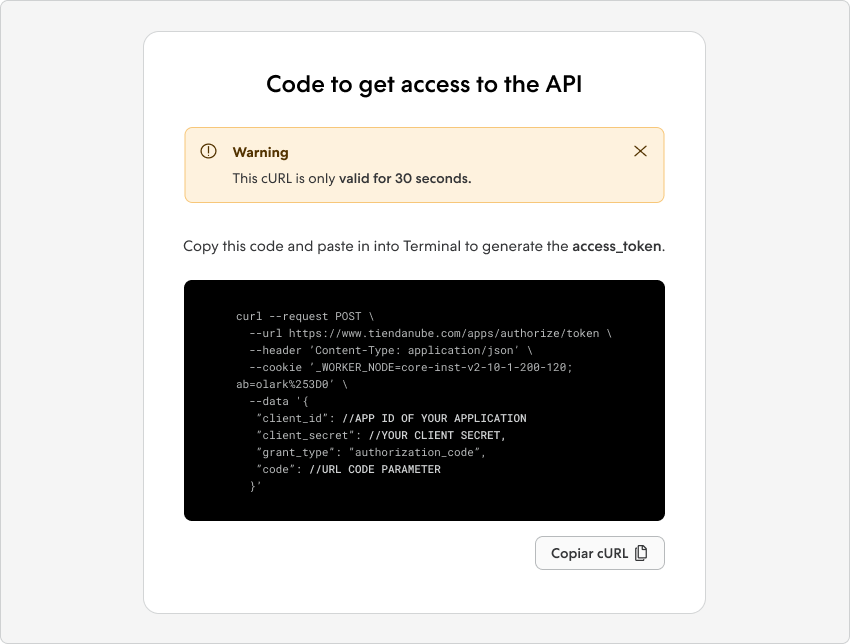 Code to get access to the API
Warning
This cURL is only valid for 30 seconds.
Copy this code and paste in into Terminal to generate the access_token.
curl --request POST \
--url https://www.tiendanube.com/apps/authorize/token \
--header ‘Content-Type: application/json’ \
--cookie ‘_WORKER_NODE=core-inst-v2-10-1-200-120;
ab=olark%253D0’ \
--data '{
“client_id”: //APP ID OF YOUR APPLICATION
“client_secret”: //YOUR CLIENT SECRET,
“grant_type”: “authorization_code”,
“code”: //URL CODE PARAMETER
}'
Copiar cURL